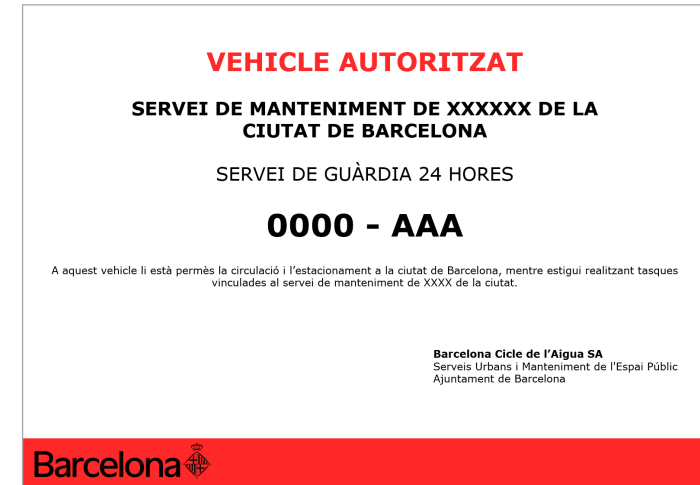 VEHICLE AUTORITZAT
SERVEI DE MANTENIMENT DE XXXXXX DE LA
CIUTAT DE BARCELONA
SERVEI DE GUÀRDIA 24 HORES
0000 - AAA
A aquest vehicle li està permès la circulació i l’estacionament a la ciutat de Barcelona, mentre estigui realitzant tasques
vinculades al servei de manteniment de XXXX de la ciutat.
Barcelona Cicle de l’Aigua SA
Serveis Urbans i Manteniment de l'Espai Públic
Ajuntament de Barcelona
Barcelona